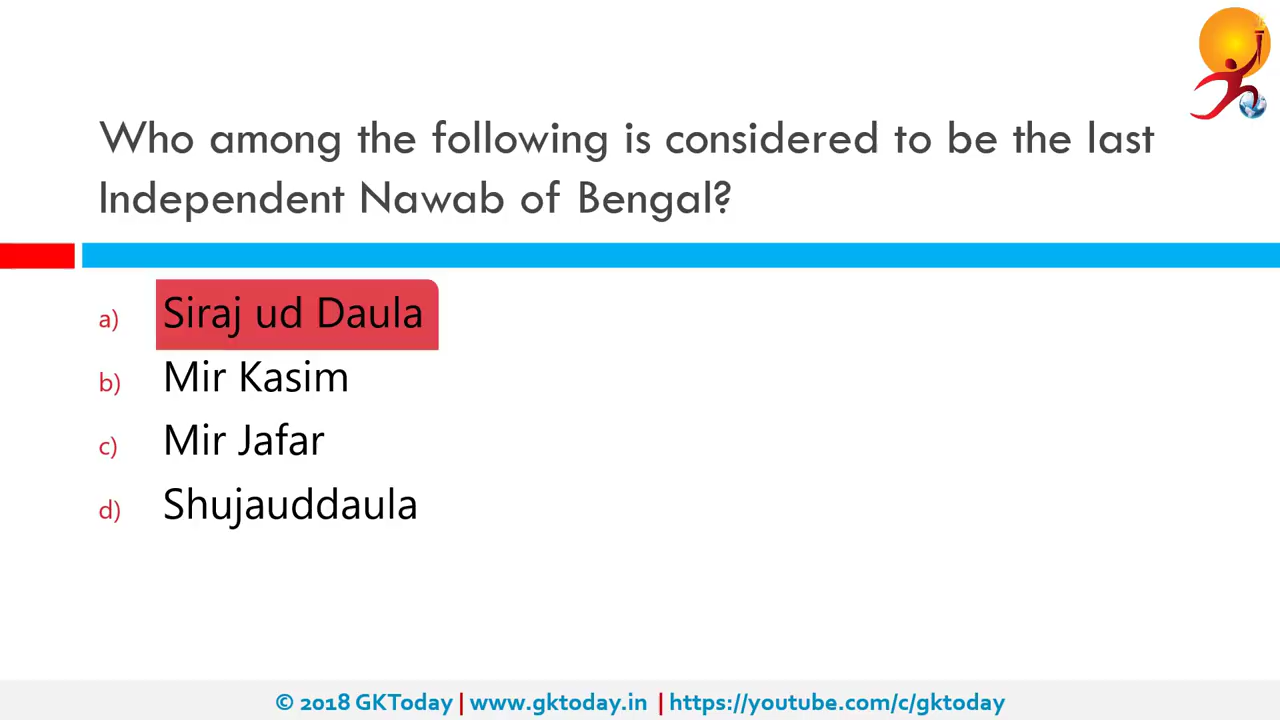 Who among the following is considered to be the last
Independent Nawab of Bengal?
a) Siraj ud Daula
b) Mir Kasim
c) Mir Jafar
d) Shujauddaula
© 2018 GKToday | www.gktoday.in | https://youtube.com/c/gktoday